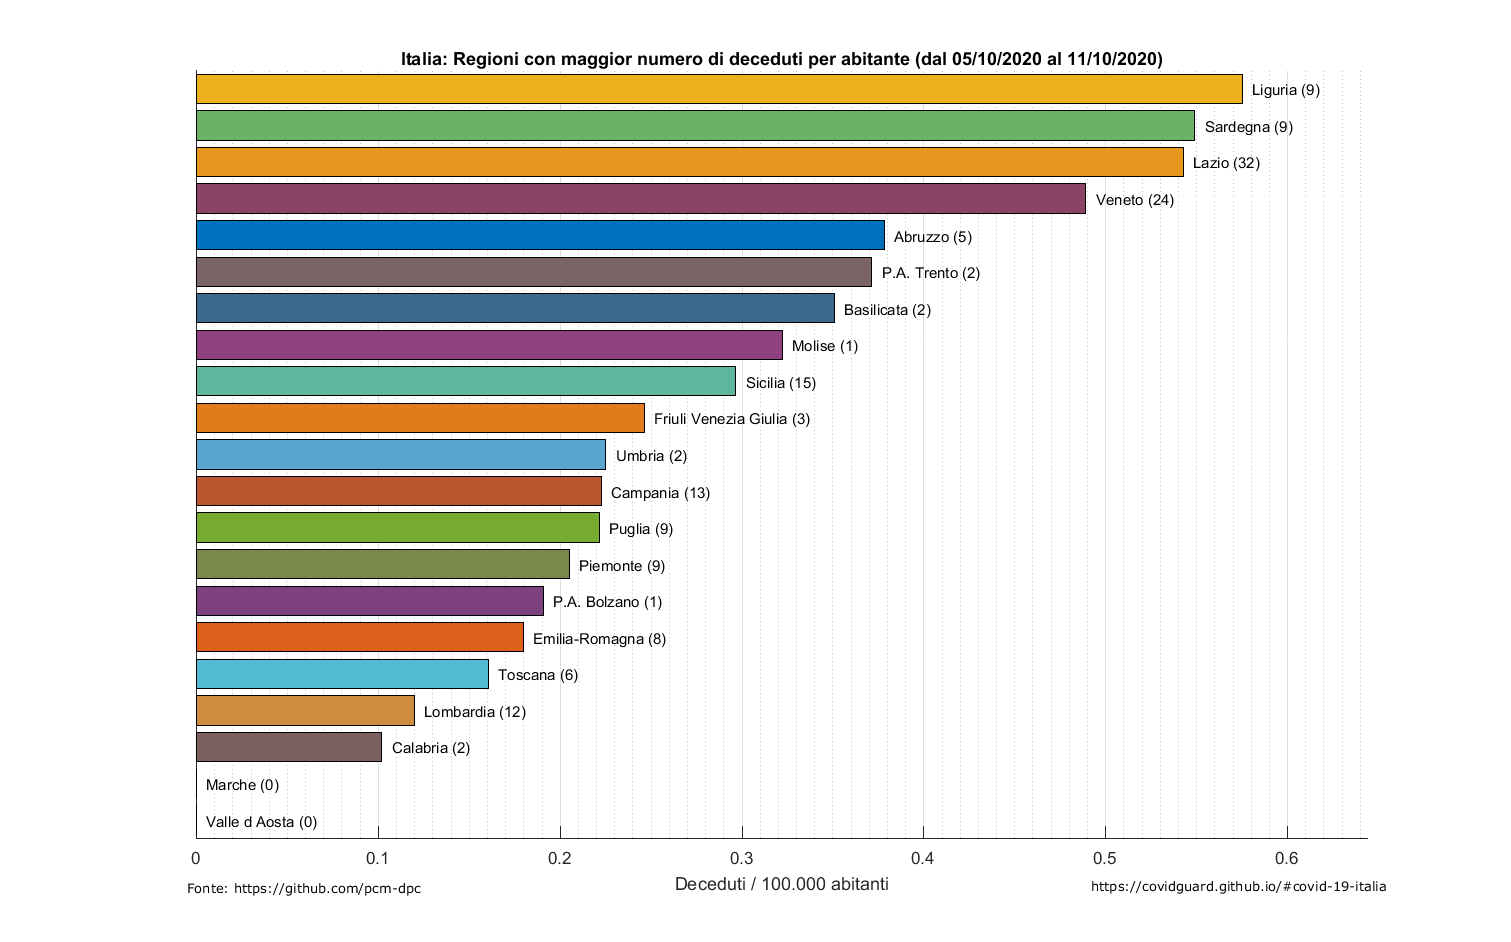 Italia: Regioni con maggior numero di deceduti per abitante (dal 05/10/2020 al 11/10/2020)
Liguria (9)
Sardegna (9)
Lazio (32)
Veneto (24)
Abruzzo (5)
P.A. Trento (2)
Basilicata (2)
Molise (1)
Sicilia (15)
Friuli Venezia Giulia (3)
Umbria (2)
Campania (13)
Puglia (9)
Piemonte (9)
P.A. Bolzano (1)
Emilia-Romagna (8)
Toscana (6)
Lombardia (12)
Calabria (2)
Marche (0)
Valle d Aosta (0)
0 0.1 0.2 0.3 0.4 0.5 0.6
Deceduti / 100.000 abitanti
Fonte: https://github.com/pcm-dpc
https://covidguard.github.io/#covid-19-italia